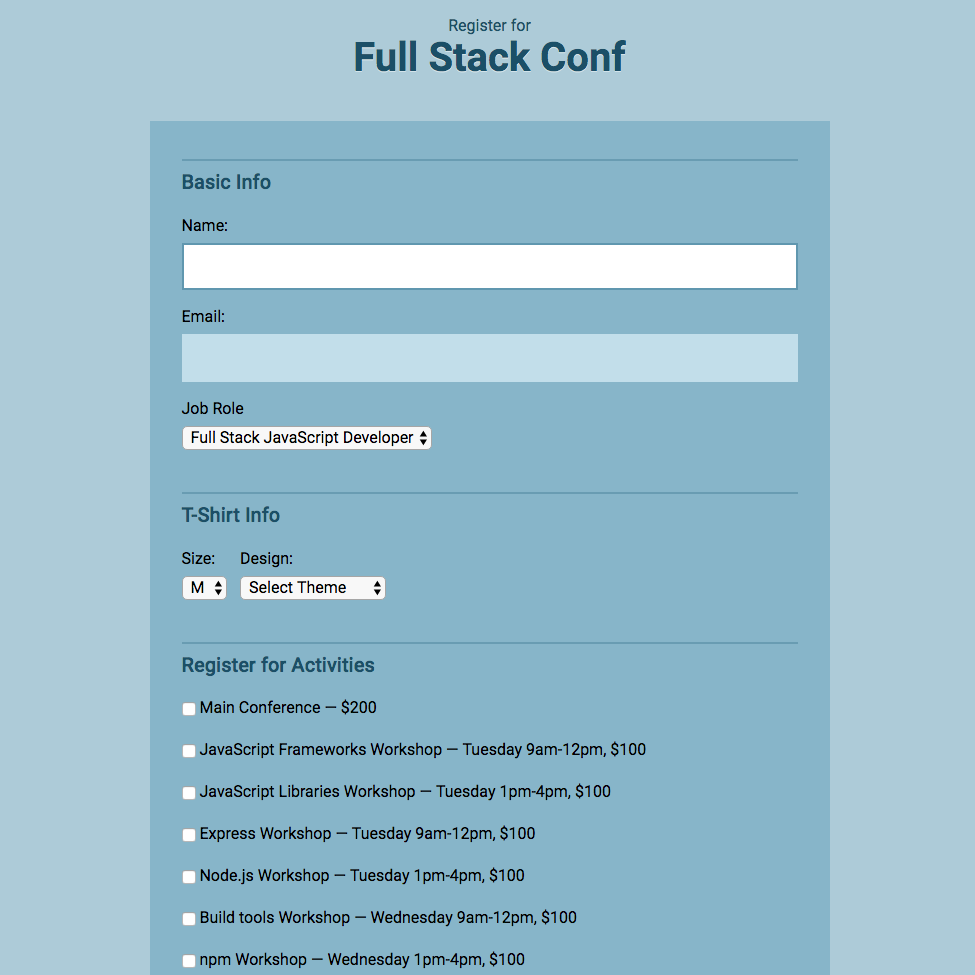 Register for
Full Stack Conf
Basic Info
Name:
Email:
Job Role
Full Stack JavaScript Developer
T-Shirt Info
Size: Design:
M Select Theme
Register for Activities
Main Conference — $200
JavaScript Frameworks Workshop — Tuesday 9am-12pm, $100
JavaScript Libraries Workshop — Tuesday 1pm-4pm, $100
Express Workshop — Tuesday 9am-12pm, $100
Node.js Workshop — Tuesday 1pm-4pm, $100
Build tools Workshop — Wednesday 9am-12pm, $100
npm Workshop — Wednesday 1pm-4pm, $100